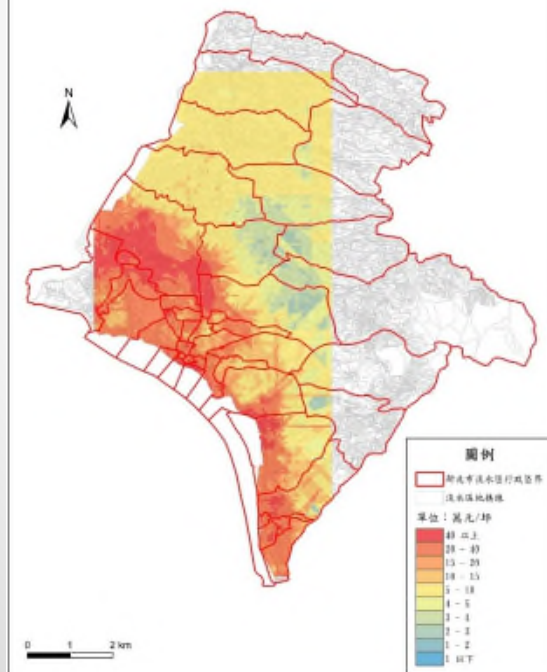 N
圖例
新北市淡水區行政區界
淡水區地籍線
單位：萬元/坪
40 以上
20 - 40
15 - 20
10 - 15
5 - 10
4 - 5
3 - 4
2 - 3
1 - 2
1 以下
0 1 2 km